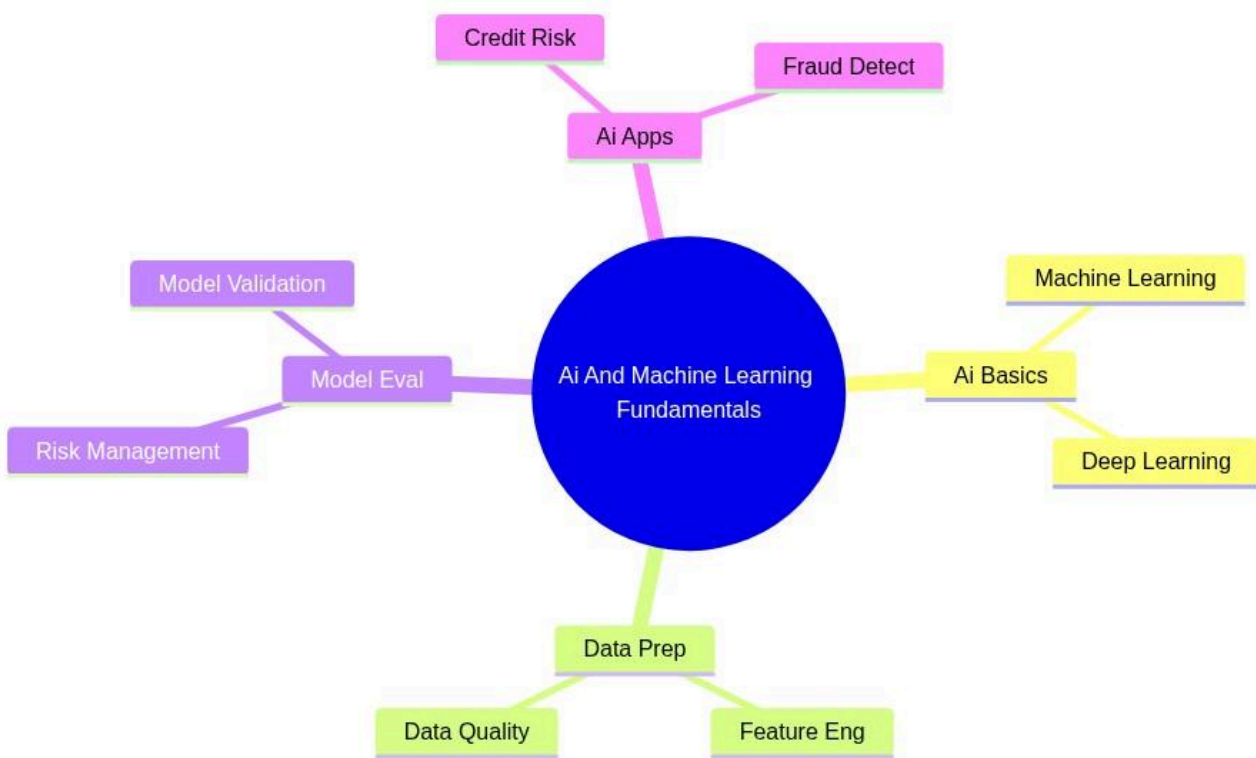 Credit Risk
Fraud Detect
Ai Apps
Model Validation
Machine Learning
Model Eval
Ai And Machine Learning
Fundamentals
Ai Basics
Risk Management
Deep Learning
Data Prep
Data Quality
Feature Eng